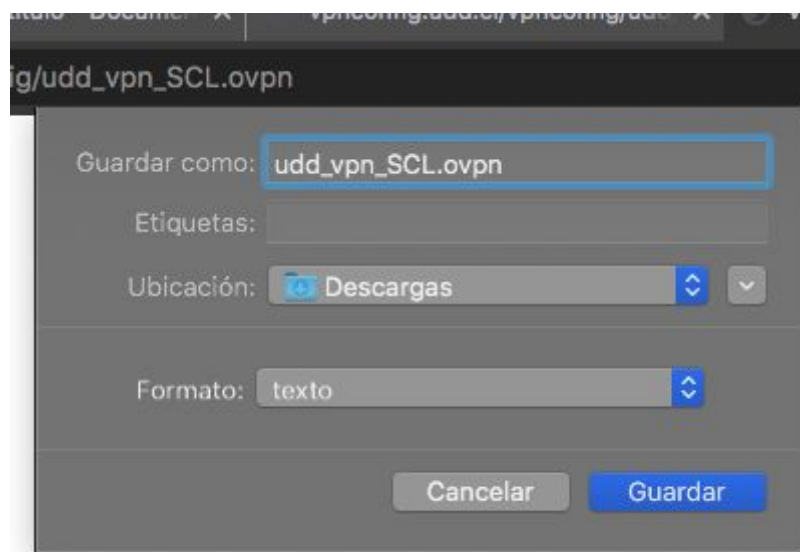 ig/udd_vpn_SCL.ovpn
Guardar como: udd_vpn_SCL.ovpn
Etiquetas:
Ubicación: Descargas
Formato: texto
Cancelar Guardar